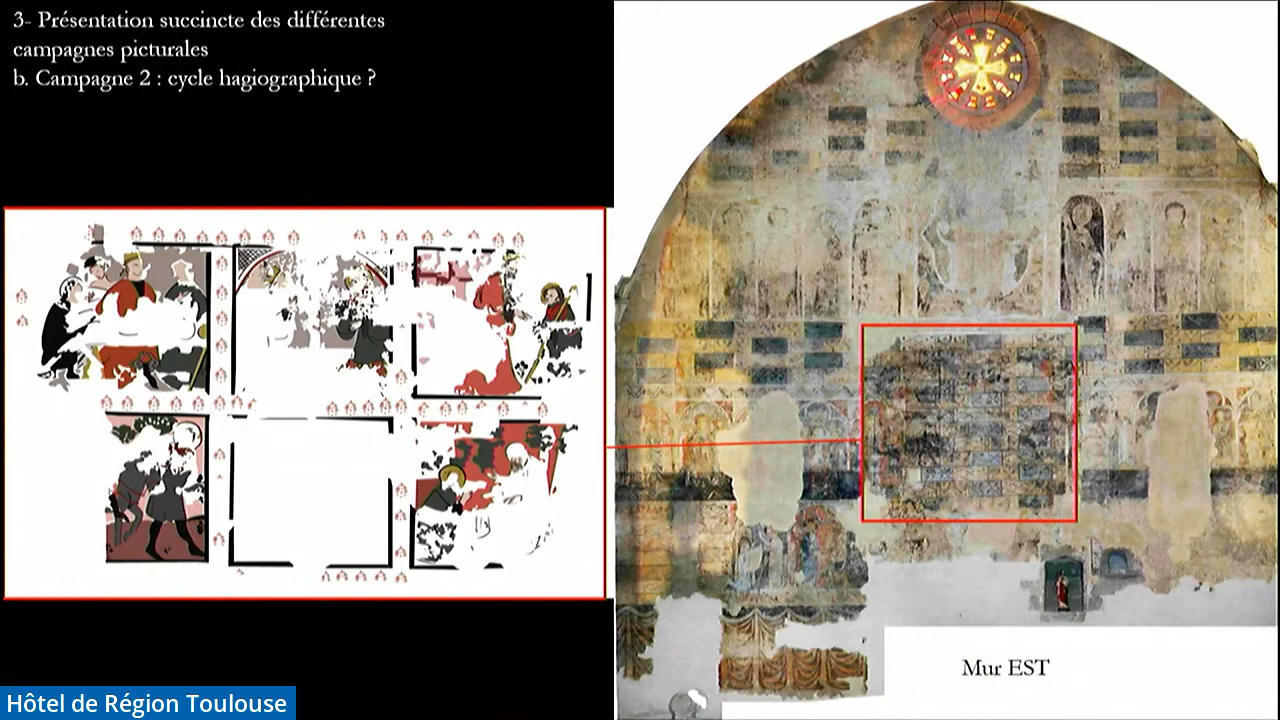 3- Présentation succincte des différentes
campagnes picturales
b. Campagne 2 : cycle hagiographique ?
Mur EST
Hôtel de Région Toulouse